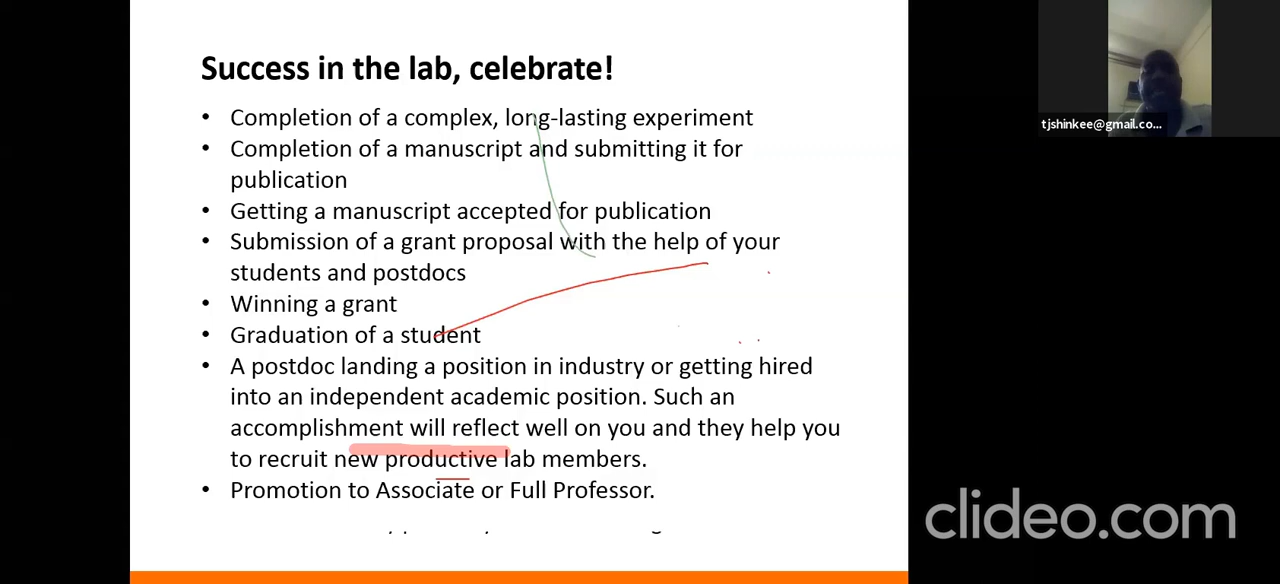 Success in the lab, celebrate!
• Completion of a complex, long-lasting experiment
• Completion of a manuscript and submitting it for
publication
• Getting a manuscript accepted for publication
• Submission of a grant proposal with the help of your
students and postdocs
• Winning a grant
• Graduation of a student
• A postdoc landing a position in industry or getting hired
into an independent academic position. Such an
accomplishment will reflect well on you and they help you
to recruit new productive lab members.
• Promotion to Associate or Full Professor.
tjshinkee@gmail.co...
clideo.com